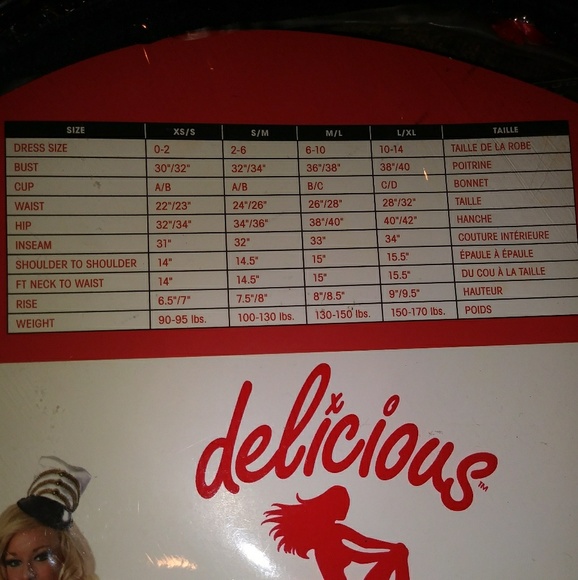 SIZE XS/S S/M M/L L/XL TAILLE
DRESS SIZE 0-2 2-6 6-10 10-14 TAILLE DE LA ROBE
BUST 30"/32" 32"/34" 36"/38" 38"/40 POITRINE
CUP A/B A/B B/C C/D BONNET
WAIST 22"/23" 24"/26" 26"/28" 28"/32" TAILLE
HIP 32"/34" 34"/36" 38"/40" 40"/42" HANCHE
INSEAM 31" 32" 33" 34" COUTURE INTÉRIEURE
SHOULDER TO SHOULDER 14" 14.5" 15" 15.5" ÉPAULE À ÉPAULE
FT NECK TO WAIST 14" 14.5" 15" 15.5" DU COU À LA TAILLE
RISE 6.5"/7" 7.5"/8" 8"/8.5" 9"/9.5" HAUTEUR
WEIGHT 90-95 lbs. 100-130 lbs. 130-150 lbs. 150-170 lbs. POIDS
delicious™